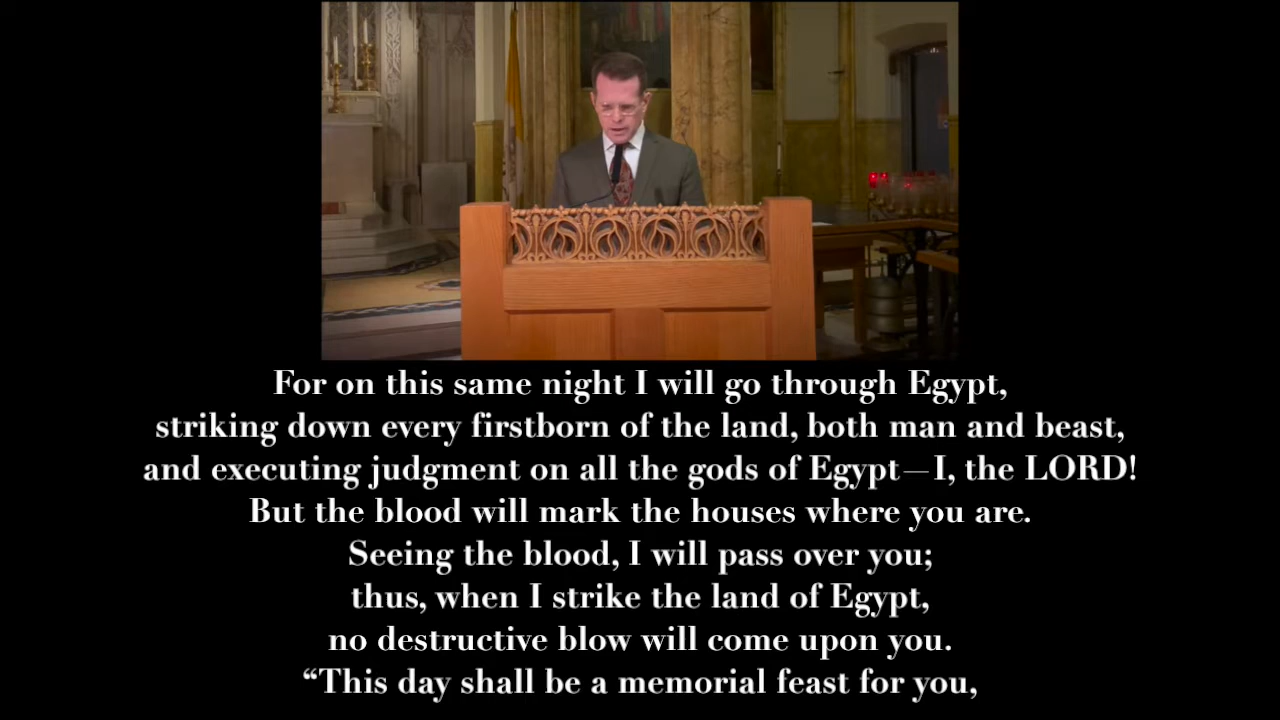 For on this same night I will go through Egypt,
striking down every firstborn of the land, both man and beast,
and executing judgment on all the gods of Egypt—I, the LORD!
But the blood will mark the houses where you are.
Seeing the blood, I will pass over you;
thus, when I strike the land of Egypt,
no destructive blow will come upon you.
“This day shall be a memorial feast for you,